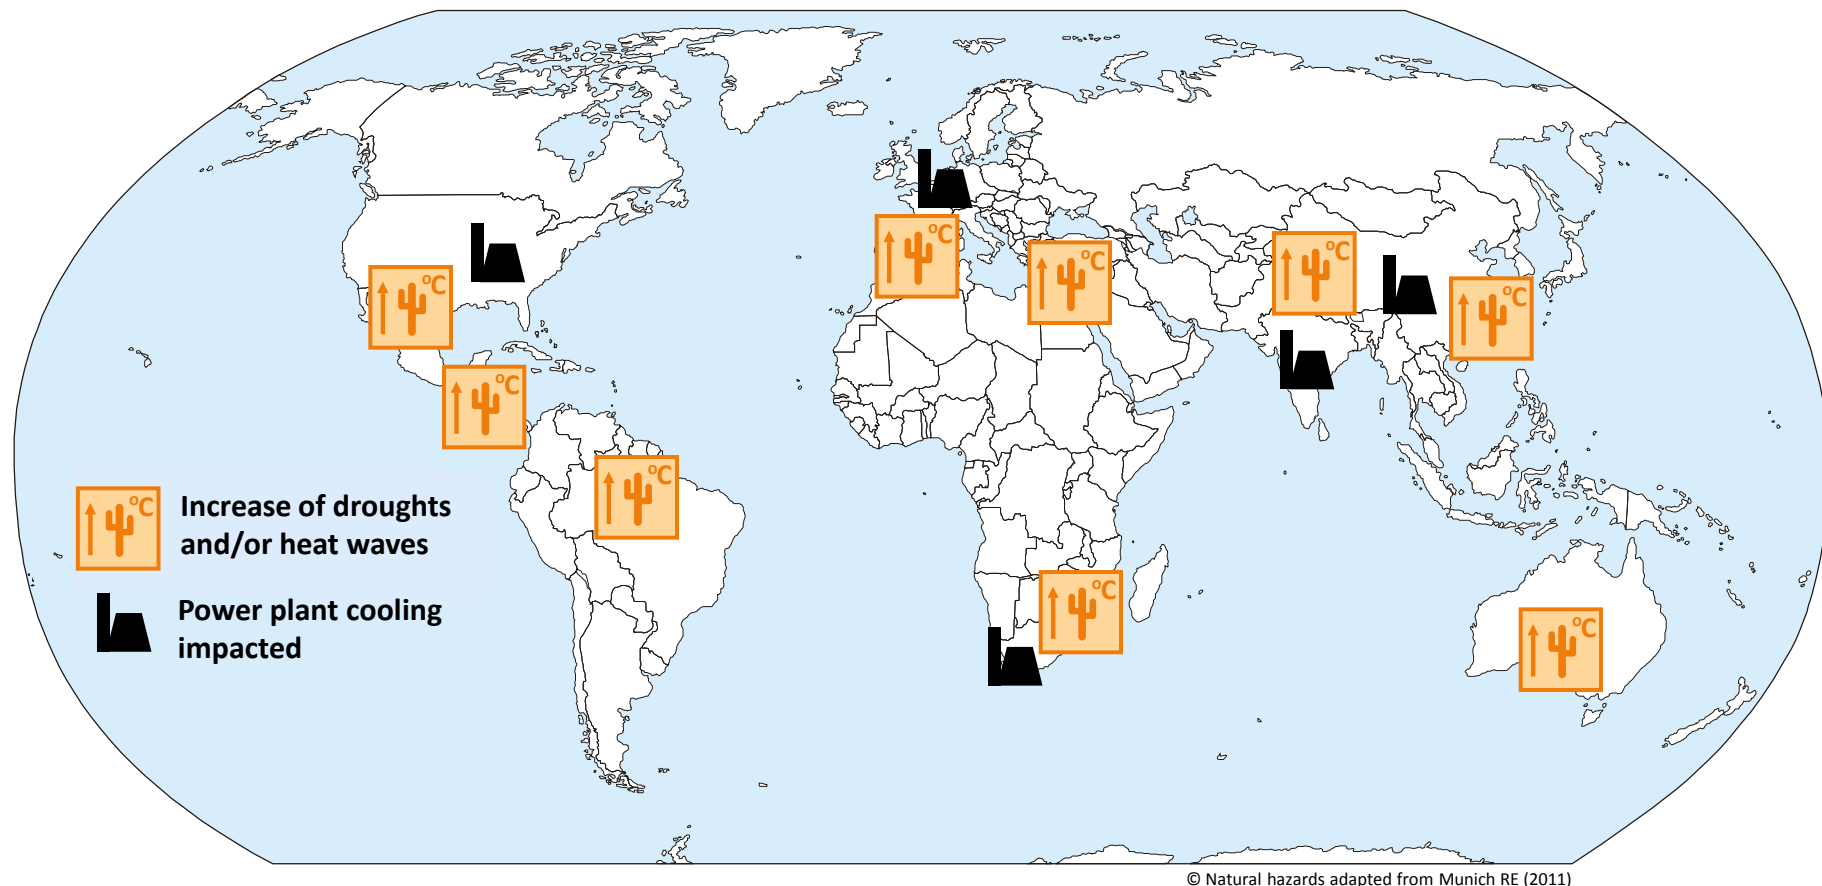 °C
°C
°C
°C
°C
°C
°C
°C
°C
°C
Increase of droughts
and/or heat waves
Power plant cooling
impacted
© Natural hazards adapted from Munich RE (2011)